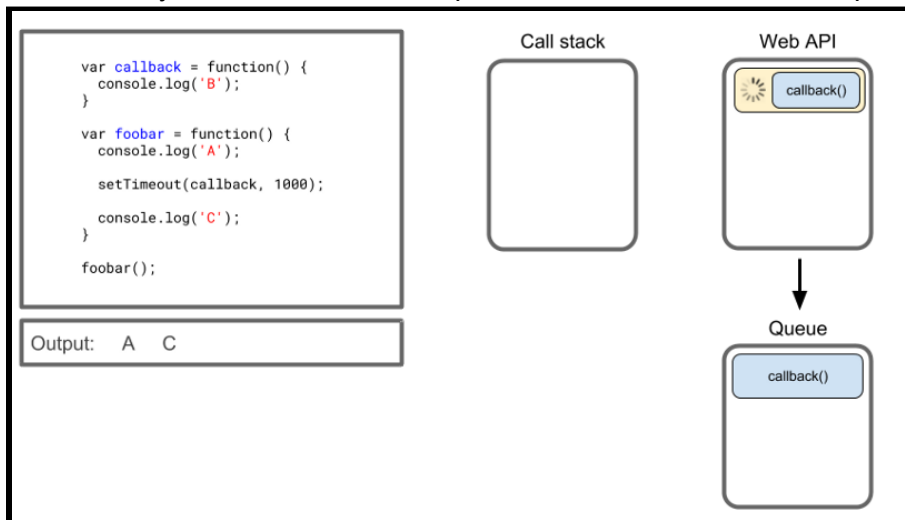 var callback = function() {
console.log('B');
}
var foobar = function() {
console.log('A');
setTimeout(callback, 1000);
console.log('C');
}
foobar();
Output: A C
Call stack
Web API
callback()
Queue
callback()